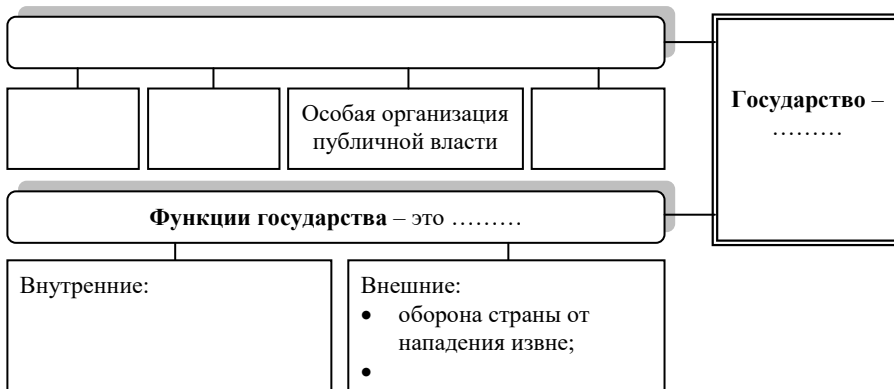 Особая организация
публичной власти
Государство –
………
Функции государства – это ………
Внутренние:
Внешние:
• оборона страны от
нападения извне;
•